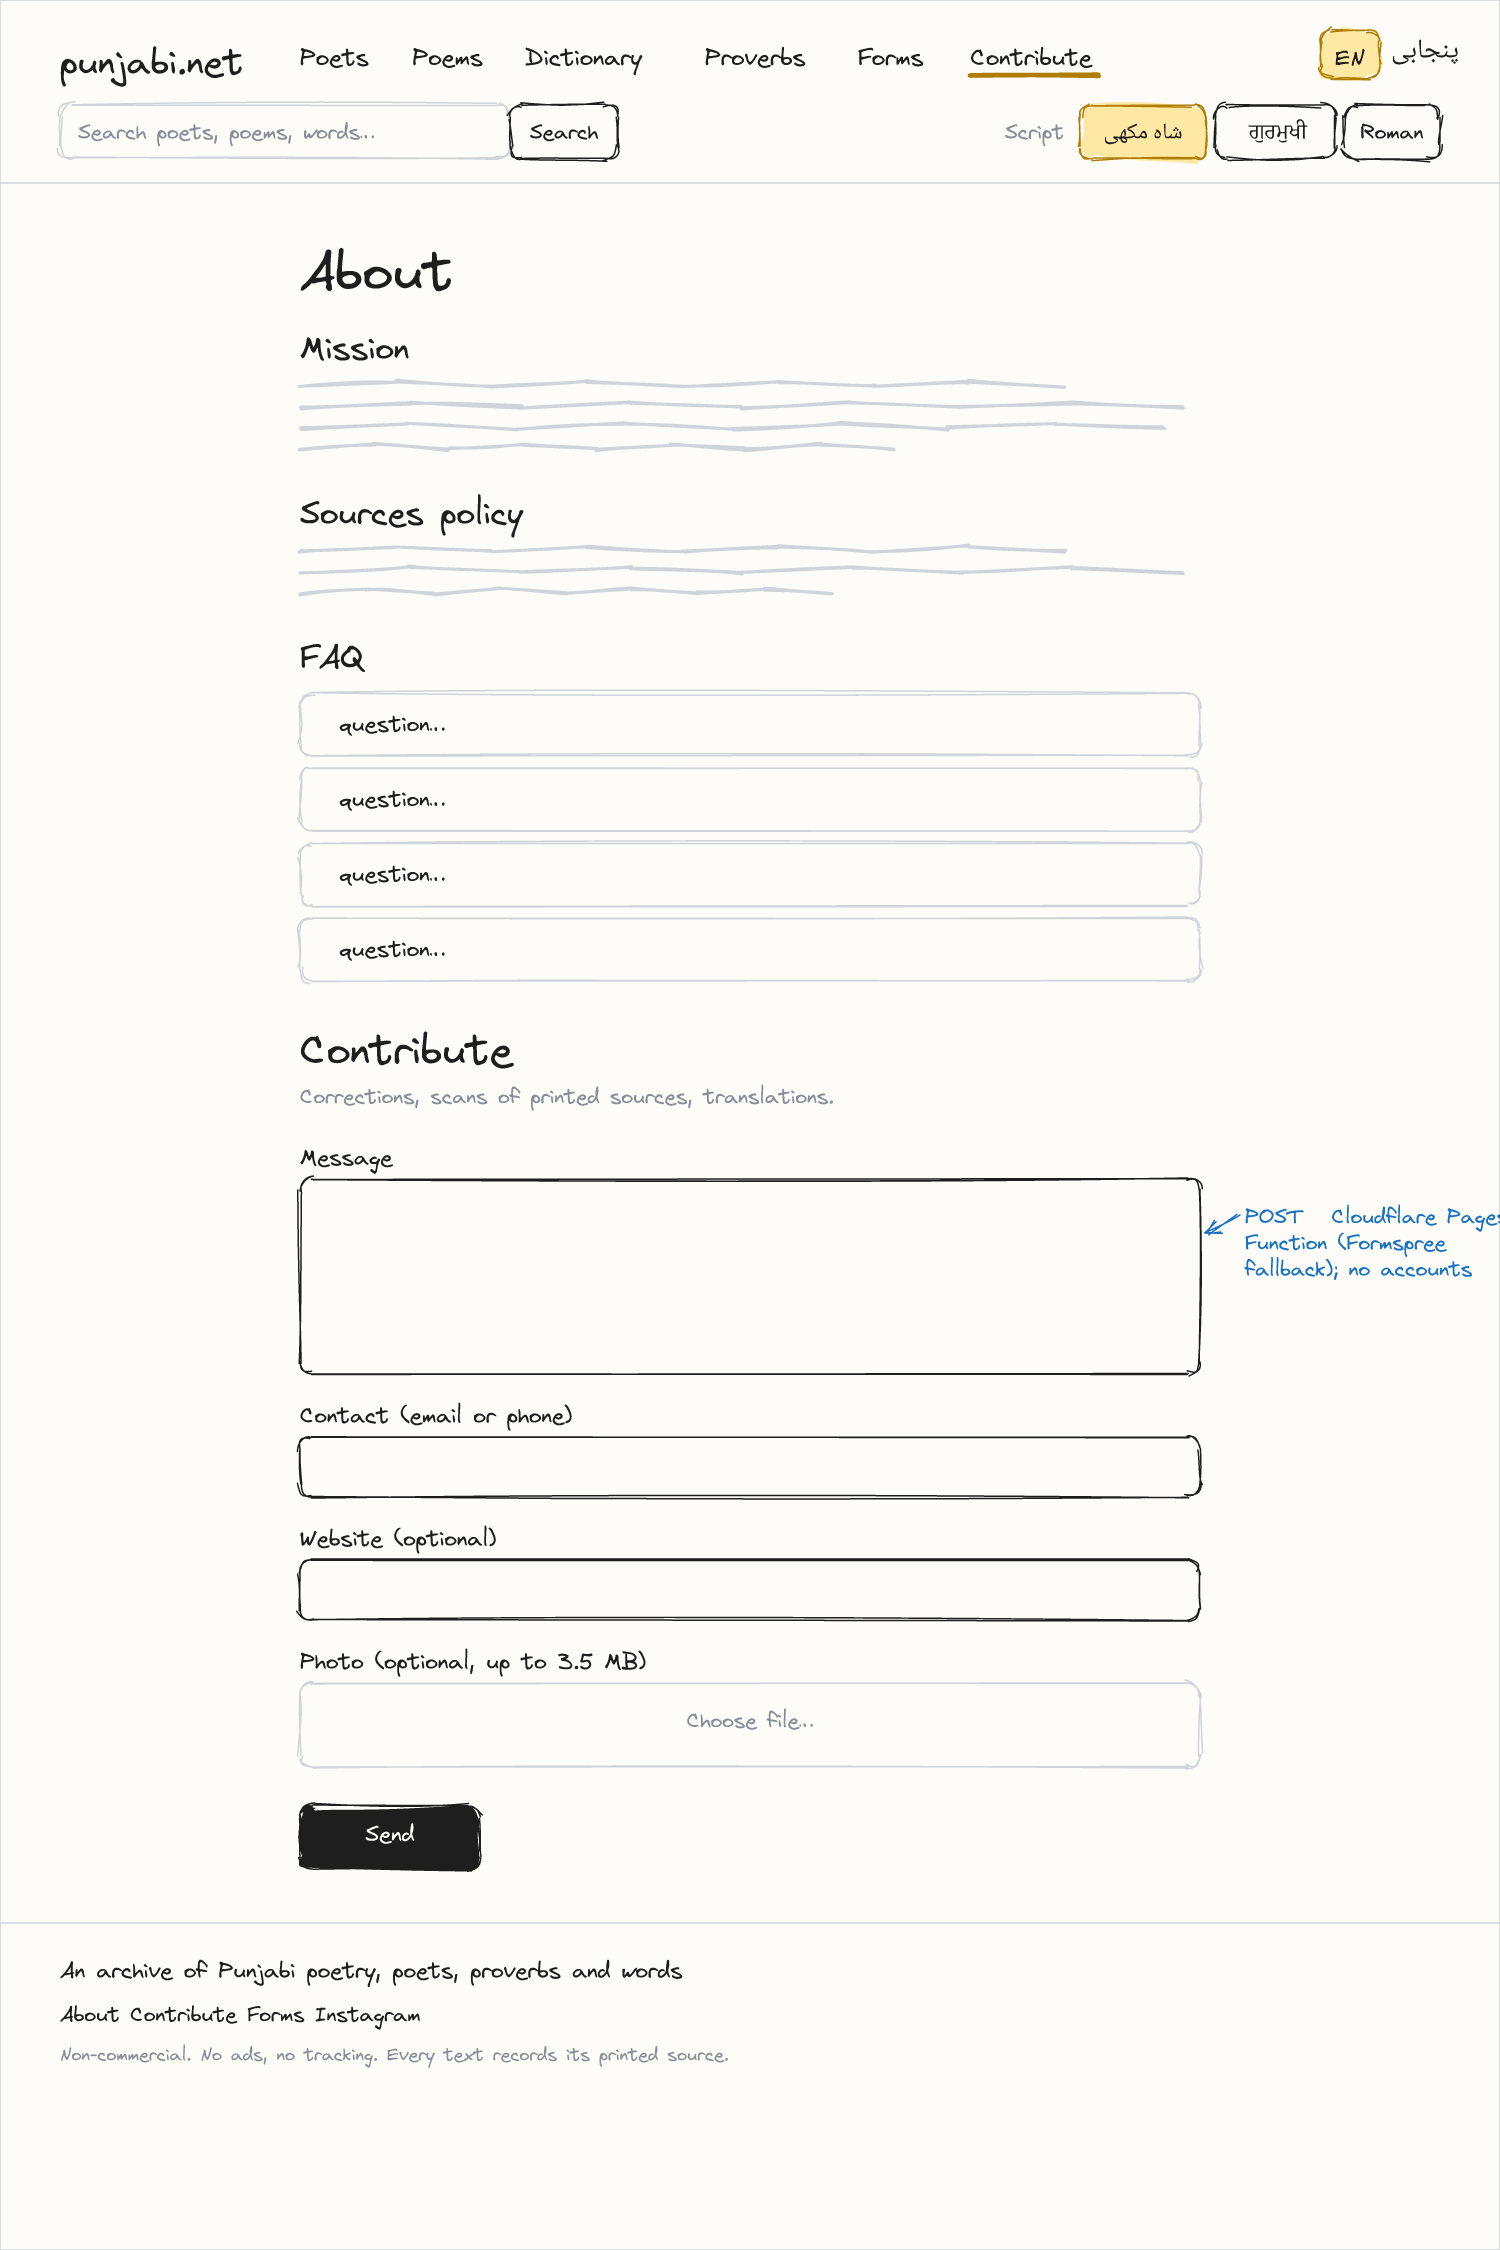 punjabi.net Poets Poems Dictionary Proverbs Forms Contribute EN پنجابی
Search poets, poems, words... Search Script شاہ مکھی ਗੁਰਮੁਖੀ Roman
About
Mission
Sources policy
FAQ
question...
question...
question...
question...
Contribute
Corrections, scans of printed sources, translations.
Message
POST Cloudflare Pages
Function (Formspree
fallback); no accounts
Contact (email or phone)
Website (optional)
Photo (optional, up to 3.5 MB)
Choose file...
Send
An archive of Punjabi poetry, poets, proverbs and words
About Contribute Forms Instagram
Non-commercial. No ads, no tracking. Every text records its printed source.